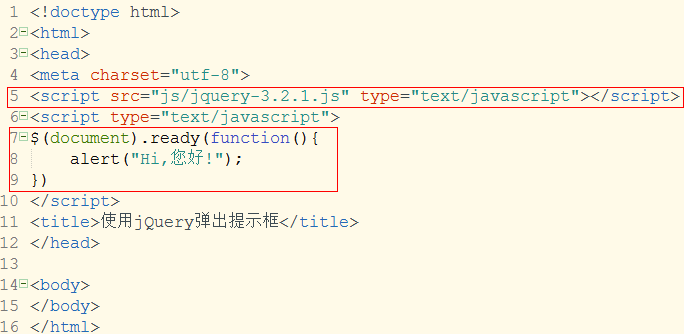 1 <!doctype html>
2 <html>
3 <head>
4 <meta charset="utf-8">
5 <script src="js/jquery-3.2.1.js" type="text/javascript"></script>
6 <script type="text/javascript">
7 $(document).ready(function(){
8     alert("Hi,您好!");
9 })
10 </script>
11 <title>使用jQuery弹出提示框</title>
12 </head>
13
14 <body>
15 </body>
16 </html>